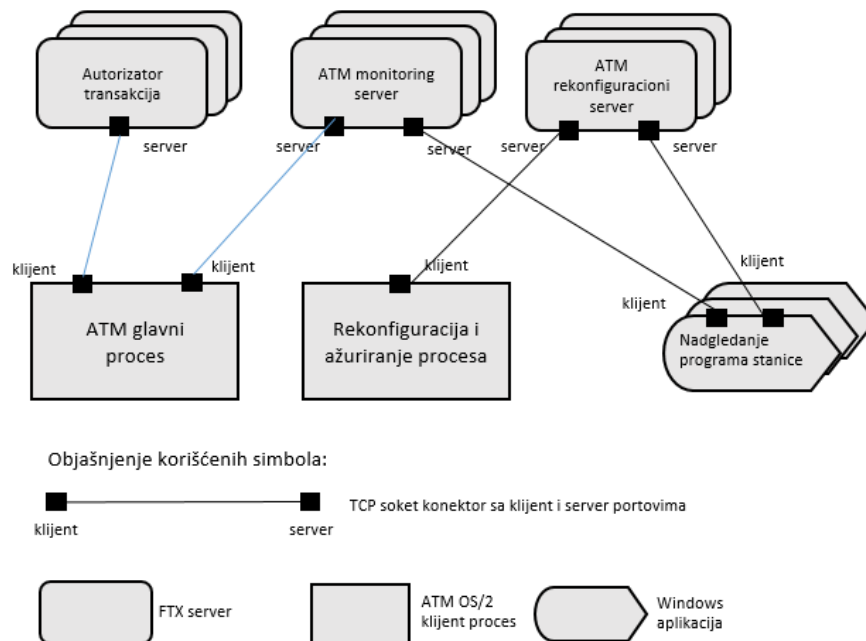 Autorizator
transakcija
ATM monitoring
server
ATM
rekonfiguracioni
server
server
server
server
server
server
klijent
klijent
klijent
klijent
klijent
ATM glavni
proces
Rekonfiguracija i
ažuriranje procesa
Nadgledanje
programa stanice
Objašnjenje korišćenih simbola:
klijent
server
TCP soket konektor sa klijent i server portovima
FTX server
ATM OS/2
klijent proces
Windows
aplikacija